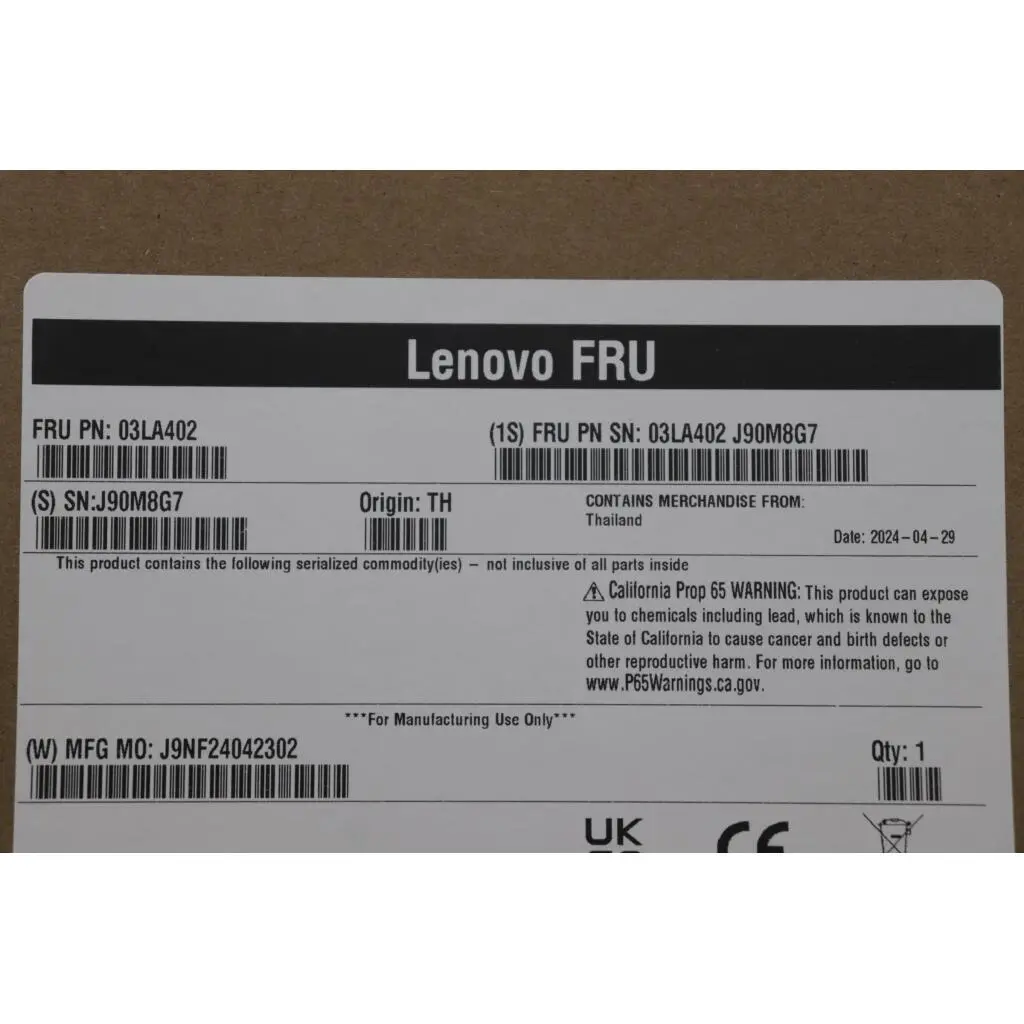 Lenovo FRU
FRU PN: 03LA402
(1S) FRU PN SN: 03LA402 J90M8G7
(S) SN:J90M8G7
Origin: TH
CONTAINS MERCHANDISE FROM:
Thailand
Date: 2024-04-29
This product contains the following serialized commodity(ies) – not inclusive of all parts inside
⚠ California Prop 65 WARNING: This product can expose
you to chemicals including lead, which is known to the
State of California to cause cancer and birth defects or
other reproductive harm. For more information, go to
www.P65Warnings.ca.gov.
***For Manufacturing Use Only***
(W) MFG MO: J9NF24042302
Qty: 1
UK
CE